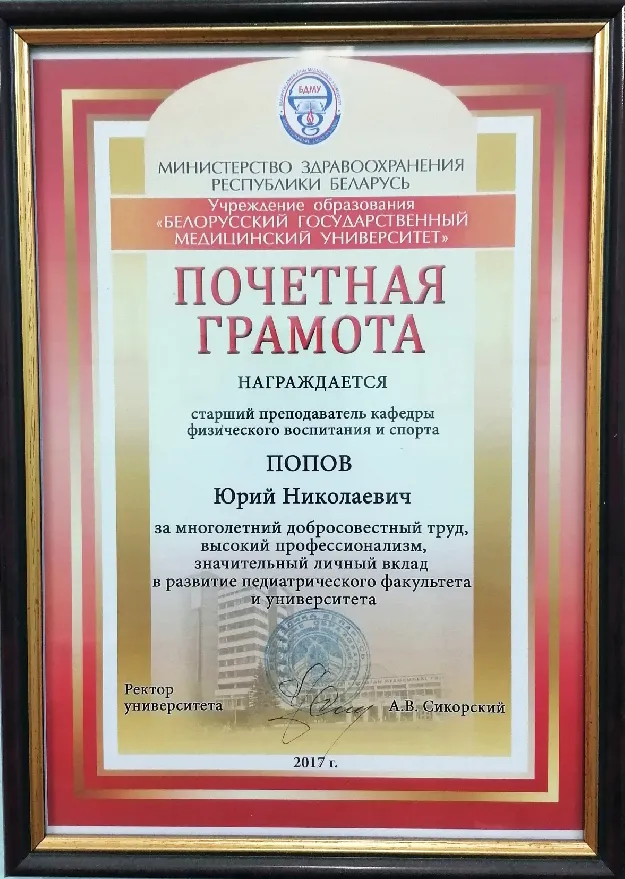 БДМУ
МИНИСТЕРСТВО ЗДРАВООХРАНЕНИЯ
РЕСПУБЛИКИ БЕЛАРУСЬ
Учреждение образования
«БЕЛОРУССКИЙ ГОСУДАРСТВЕННЫЙ
МЕДИЦИНСКИЙ УНИВЕРСИТЕТ»
ПОЧЕТНАЯ
ГРАМОТА
НАГРАЖДАЕТСЯ
старший преподаватель кафедры
физического воспитания и спорта
ПОПОВ
Юрий Николаевич
за многолетний добросовестный труд,
высокий профессионализм,
значительный личный вклад
в развитие педиатрического факультета
и университета
Ректор
университета
А.В. Сикорский
2017 г.